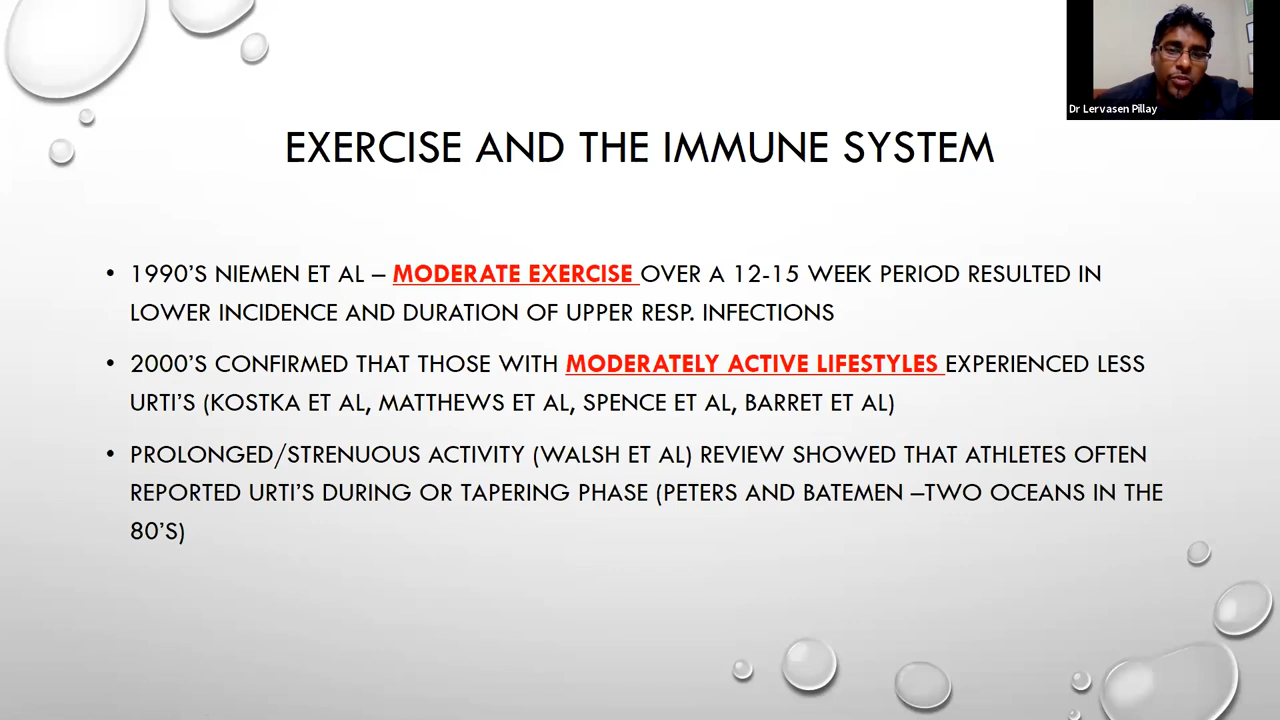 Dr Lervasen Pillay
EXERCISE AND THE IMMUNE SYSTEM
• 1990'S NIEMEN ET AL – MODERATE EXERCISE OVER A 12-15 WEEK PERIOD RESULTED IN
LOWER INCIDENCE AND DURATION OF UPPER RESP. INFECTIONS
• 2000'S CONFIRMED THAT THOSE WITH MODERATELY ACTIVE LIFESTYLES EXPERIENCED LESS
URTI'S (KOSTKA ET AL, MATTHEWS ET AL, SPENCE ET AL, BARRET ET AL)
• PROLONGED/STRENUOUS ACTIVITY (WALSH ET AL) REVIEW SHOWED THAT ATHLETES OFTEN
REPORTED URTI'S DURING OR TAPERING PHASE (PETERS AND BATEMEN –TWO OCEANS IN THE
80'S)